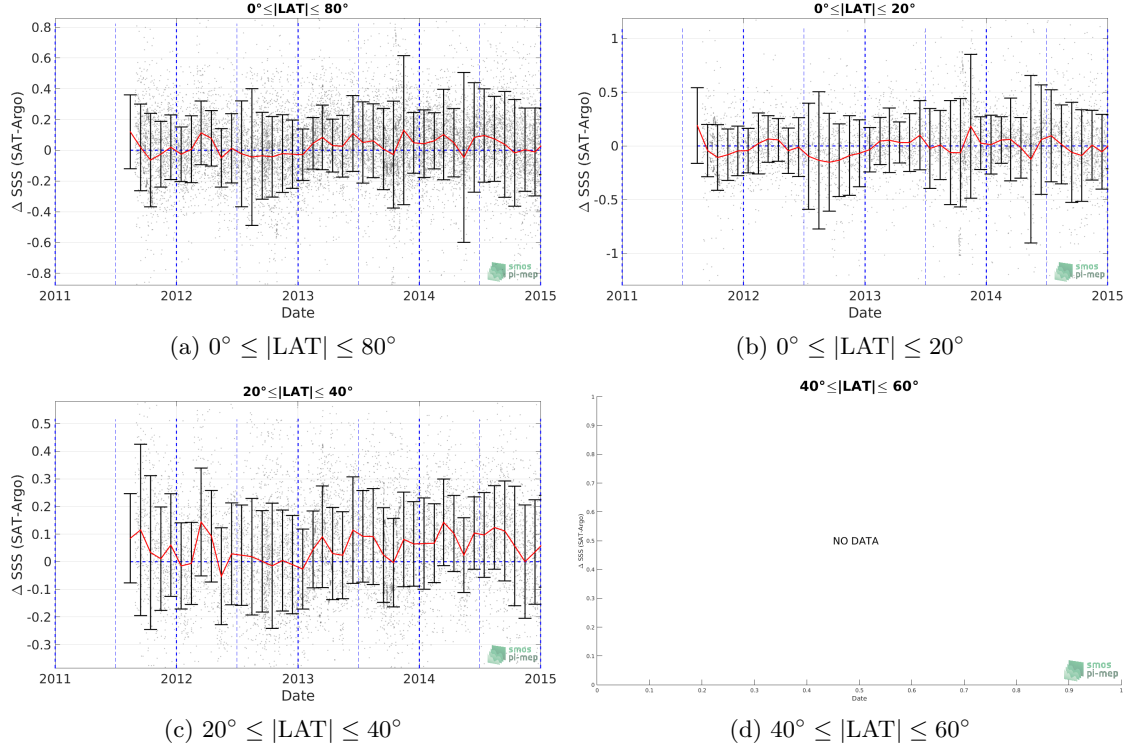 0°≤|LAT|≤ 80°
0.8
0.6
0.4
0.2
0
-0.2
-0.4
-0.6
-0.8
Δ SSS (SAT-Argo)
2011 2012 2013 2014 2015
Date
smos
pi-mep
(a) 0° ≤ |LAT| ≤ 80°
0°≤|LAT|≤ 20°
1
0.5
0
-0.5
-1
Δ SSS (SAT-Argo)
2011 2012 2013 2014 2015
Date
smos
pi-mep
(b) 0° ≤ |LAT| ≤ 20°
20°≤|LAT|≤ 40°
0.5
0.4
0.3
0.2
0.1
0
-0.1
-0.2
-0.3
Δ SSS (SAT-Argo)
2011 2012 2013 2014 2015
Date
smos
pi-mep
(c) 20° ≤ |LAT| ≤ 40°
40°≤|LAT|≤ 60°
1
0.9
0.8
0.7
0.6
0.5
0.4
0.3
0.2
0.1
0
Δ SSS (SAT-Argo)
NO DATA
0 0.1 0.2 0.3 0.4 0.5 0.6 0.7 0.8 0.9 1
Date
smos
pi-mep
(d) 40° ≤ |LAT| ≤ 60°